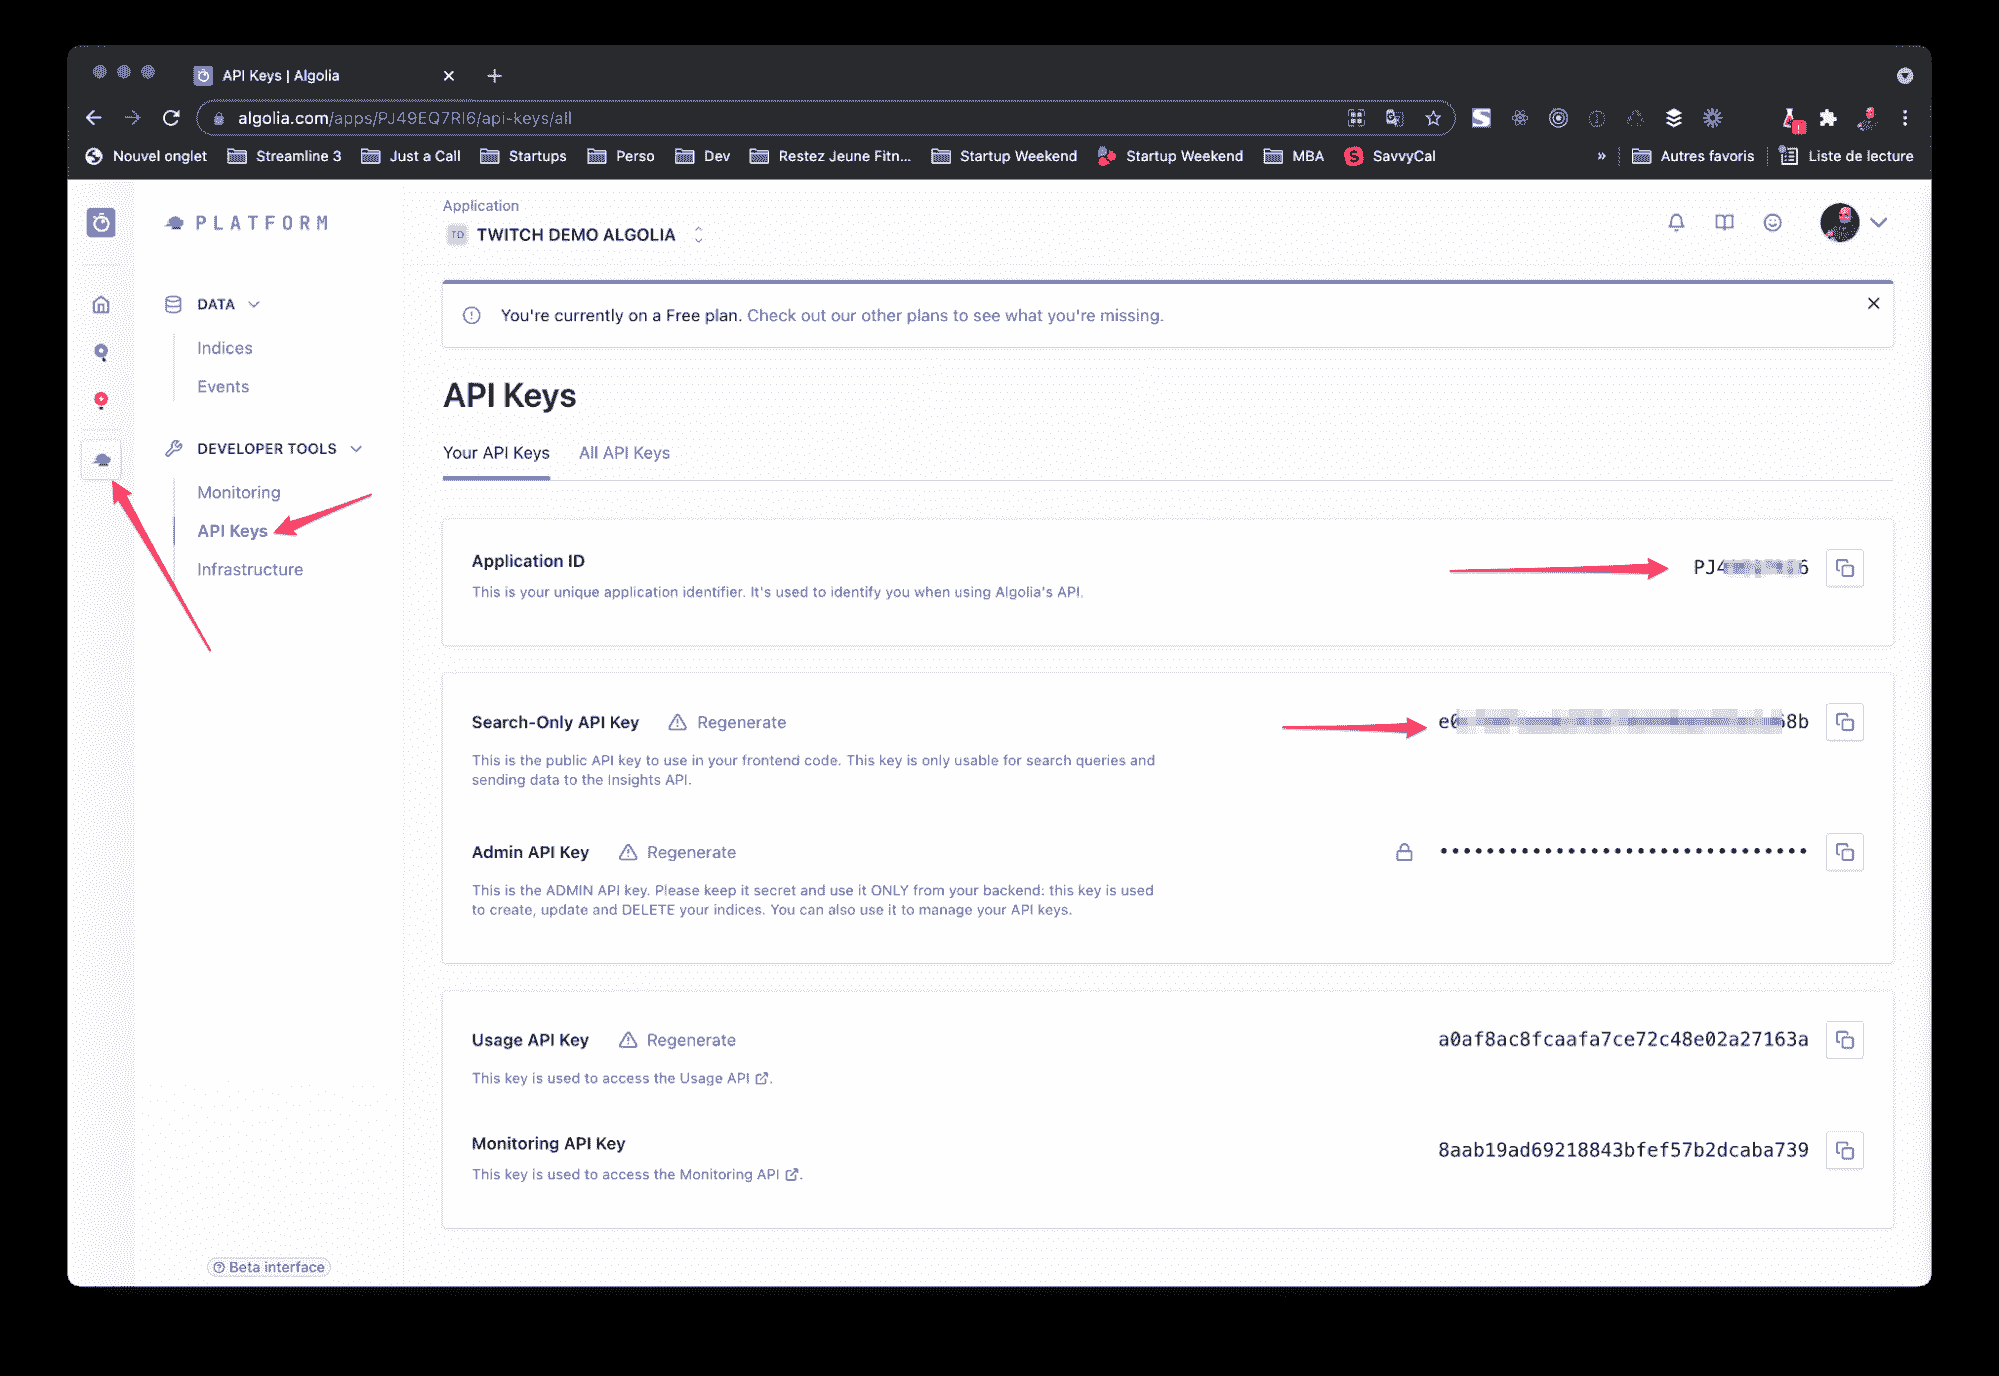 API Keys | Algolia
algolia.com/apps/PJ49EQ7RI6/api-keys/all
Nouvel onglet Streamline 3 Just a Call Startups Perso Dev Restez Jeune Fitn... Startup Weekend Startup Weekend MBA SavvyCal » Autres favoris Liste de lecture
PLATFORM
Application
TD TWITCH DEMO ALGOLIA
DATA
Indices
Events
DEVELOPER TOOLS
Monitoring
API Keys
Infrastructure
Beta interface
You're currently on a Free plan. Check out our other plans to see what you're missing.
API Keys
Your API Keys All API Keys
Application ID
This is your unique application identifier. It's used to identify you when using Algolia's API.
Search-Only API Key Regenerate
This is the public API key to use in your frontend code. This key is only usable for search queries and
sending data to the Insights API.
Admin API Key Regenerate
••••••••••••••••••••••••••••••••
This is the ADMIN API key. Please keep it secret and use it ONLY from your backend: this key is used
to create, update and DELETE your indices. You can also use it to manage your API keys.
Usage API Key Regenerate
a0af8ac8fcaafa7ce72c48e02a27163a
This key is used to access the Usage API.
Monitoring API Key
8aab19ad69218843bfef57b2dcaba739
This key is used to access the Monitoring API.